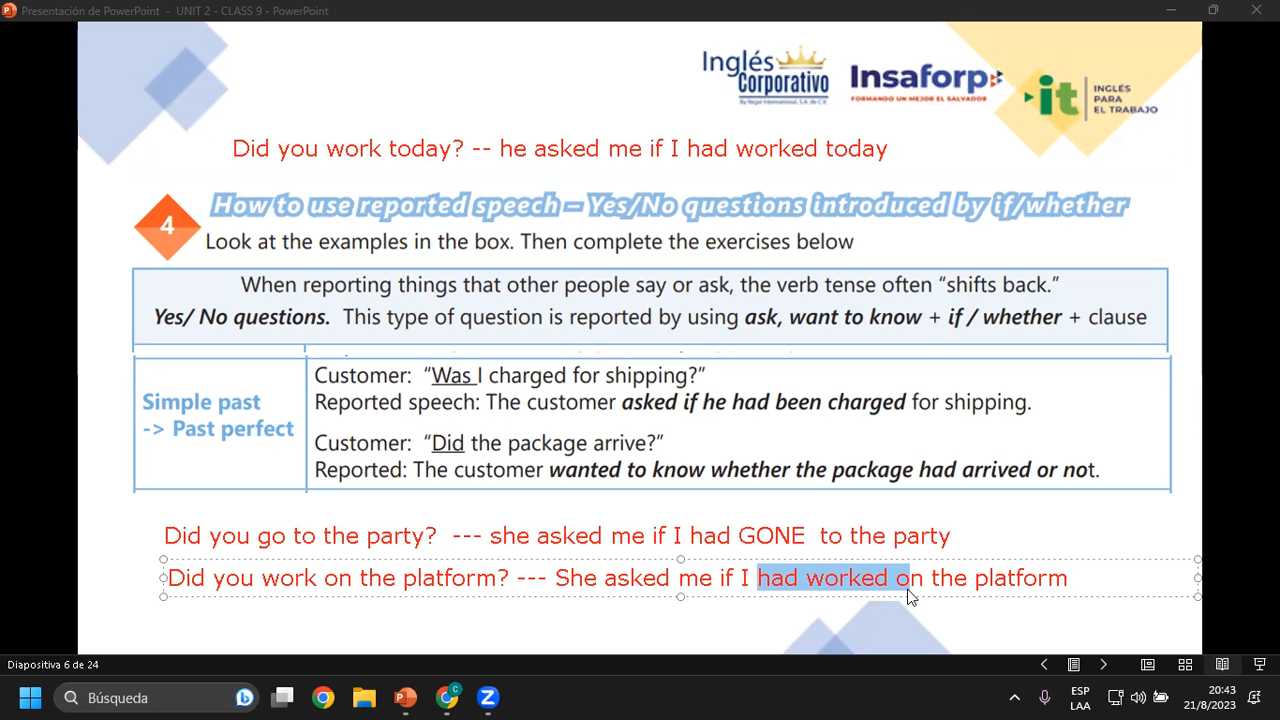 Presentación de PowerPoint - UNIT 2 - CLASS 9 - PowerPoint
Inglés
Corporativo
By Regal International, S.A. de C.V.
Insaforp
FORMANDO UN MEJOR EL SALVADOR
it
INGLÉS
PARA
EL TRABAJO
Did you work today? -- he asked me if I had worked today
4
How to use reported speech – Yes/No questions introduced by if/whether
Look at the examples in the box. Then complete the exercises below
When reporting things that other people say or ask, the verb tense often “shifts back.”
Yes/ No questions. This type of question is reported by using ask, want to know + if / whether + clause
Simple past
-> Past perfect
Customer: “Was I charged for shipping?”
Reported speech: The customer asked if he had been charged for shipping.
Customer: “Did the package arrive?”
Reported: The customer wanted to know whether the package had arrived or not.
Did you go to the party? --- she asked me if I had GONE to the party
Did you work on the platform? --- She asked me if I had worked on the platform
Diapositiva 6 de 24
Búsqueda
ESP
LAA
20:43
21/8/2023